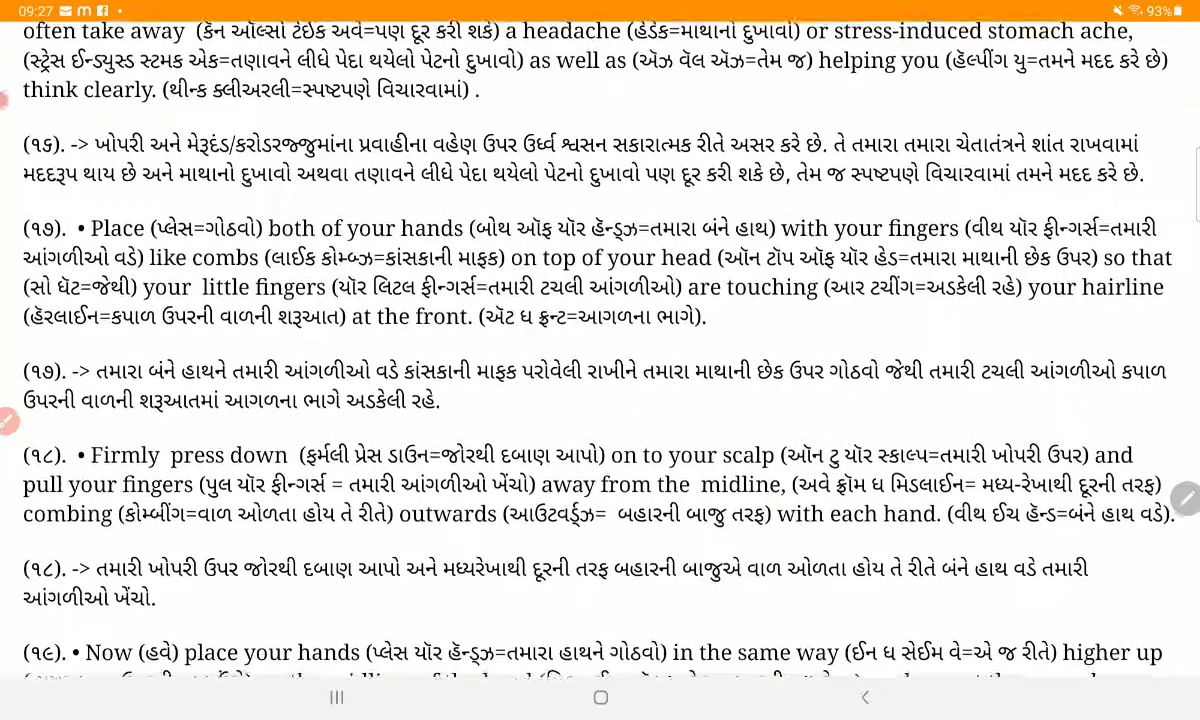 09:27
93%
often take away (કૅન ઑલ્સો ટેઈક અવે=પણ દૂર કરી શકે) a headache (હેડેક=માથાનો દુખાવો) or stress-induced stomach ache,
(સ્ટ્રેસ ઈન્ડ્યુસ્ડ સ્ટમક એક=તણાવને લીધે પેદા થયેલો પેટનો દુખાવો) as well as (ઍઝ વૅલ ઍઝ=તેમ જ) helping you (હૅલ્પીંગ યુ=તમને મદદ કરે છે)
think clearly. (થીન્ક ક્લીઅરલી=સ્પષ્ટપણે વિચારવામાં) .
(૧૬). -> ખોપરી અને મેરૂદંડ/કરોડરજ્જુમાંના પ્રવાહીના વહેણ ઉપર ઉર્ધ્વ શ્વસન સકારાત્મક રીતે અસર કરે છે. તે તમારા તમારા ચેતાતંત્રને શાંત રાખવામાં
મદદરૂપ થાય છે અને માથાનો દુખાવો અથવા તણાવને લીધે પેદા થયેલો પેટનો દુખાવો પણ દૂર કરી શકે છે, તેમ જ સ્પષ્ટપણે વિચારવામાં તમને મદદ કરે છે.
(૧૭). • Place (પ્લેસ=ગોઠવો) both of your hands (બોથ ઑફ યૉર હૅન્ડ્ઝ=તમારા બંને હાથ) with your fingers (વીથ યૉર ફીન્ગર્સ=તમારી
આંગળીઓ વડે) like combs (લાઈક કોમ્બ્ઝ=કાંસકાની માફક) on top of your head (ઑન ટૉપ ઑફ યૉર હેડ=તમારા માથાની છેક ઉપર) so that
(સો ધૅટ=જેથી) your little fingers (યૉર લિટલ ફીન્ગર્સ=તમારી ટચલી આંગળીઓ) are touching (આર ટચીંગ=અડકેલી રહે) your hairline
(હૅરલાઈન=કપાળ ઉપરની વાળની શરૂઆત) at the front. (ઍટ ધ ફ્રન્ટ=આગળના ભાગે).
(૧૭). -> તમારા બંને હાથને તમારી આંગળીઓ વડે કાંસકાની માફક પરોવેલી રાખીને તમારા માથાની છેક ઉપર ગોઠવો જેથી તમારી ટચલી આંગળીઓ કપાળ
ઉપરની વાળની શરૂઆતમાં આગળના ભાગે અડકેલી રહે.
(૧૮). • Firmly press down (ફર્મલી પ્રેસ ડાઉન=જોરથી દબાણ આપો) on to your scalp (ઑન ટુ યૉર સ્કાલ્પ=તમારી ખોપરી ઉપર) and
pull your fingers (પુલ યૉર ફીન્ગર્સ = તમારી આંગળીઓ ખેંચો) away from the midline, (અવે ફ્રૉમ ધ મિડલાઈન= મધ્ય-રેખાથી દૂરની તરફ)
combing (કોમ્બીંગ=વાળ ઓળતા હોય તે રીતે) outwards (આઉટવર્ડ્ઝ= બહારની બાજુ તરફ) with each hand. (વીથ ઈચ હૅન્ડ=બંને હાથ વડે).
(૧૮). -> તમારી ખોપરી ઉપર જોરથી દબાણ આપો અને મધ્યરેખાથી દૂરની તરફ બહારની બાજુએ વાળ ઓળતા હોય તે રીતે બંને હાથ વડે તમારી
આંગળીઓ ખેંચો.
(૧૯). • Now (હવે) place your hands (પ્લેસ યૉર હૅન્ડ્ઝ=તમારા હાથને ગોઠવો) in the same way (ઈન ધ સેઈમ વે=એ જ રીતે) higher up